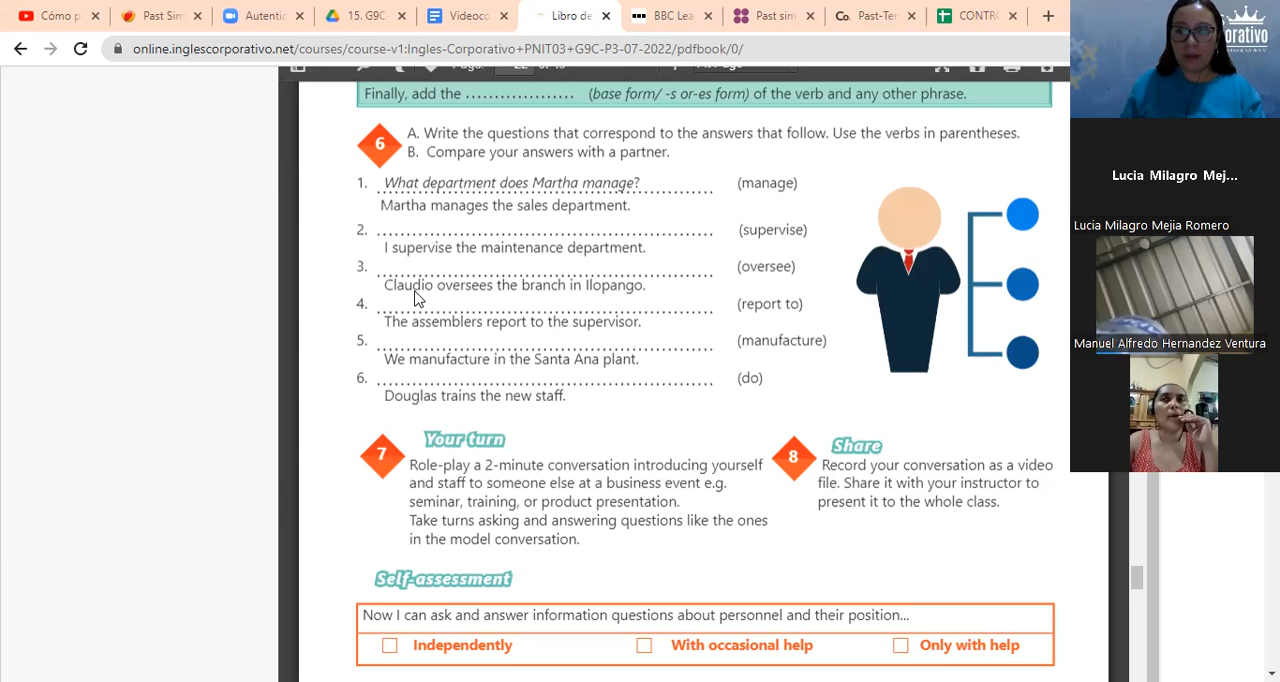 Cómo p
Past Sim
Autentic
15. G9C-
Videoco
Libro de
BBC Lea
Past sim
Co. Past-Ter
CONTRO
online.inglescorporativo.net/courses/course-v1:Ingles-Corporativo+PNIT03+G9C-P3-07-2022/pdfbook/0/
Finally, add the ................... (base form/ -s or-es form) of the verb and any other phrase.
6
A. Write the questions that correspond to the answers that follow. Use the verbs in parentheses.
B. Compare your answers with a partner.
1. What department does Martha manage? (manage)
Martha manages the sales department.
2. (supervise)
I supervise the maintenance department.
3. (oversee)
Claudio oversees the branch in Ilopango.
4. (report to)
The assemblers report to the supervisor.
5. (manufacture)
We manufacture in the Santa Ana plant.
6. (do)
Douglas trains the new staff.
7
Your turn
Role-play a 2-minute conversation introducing yourself
and staff to someone else at a business event e.g.
seminar, training, or product presentation.
Take turns asking and answering questions like the ones
in the model conversation.
8
Share
Record your conversation as a video
file. Share it with your instructor to
present it to the whole class.
Self-assessment
Now I can ask and answer information questions about personnel and their position...
Independently
With occasional help
Only with help
orativo
Lucia Milagro Mej...
Lucia Milagro Mejia Romero
Manuel Alfredo Hernandez Ventura